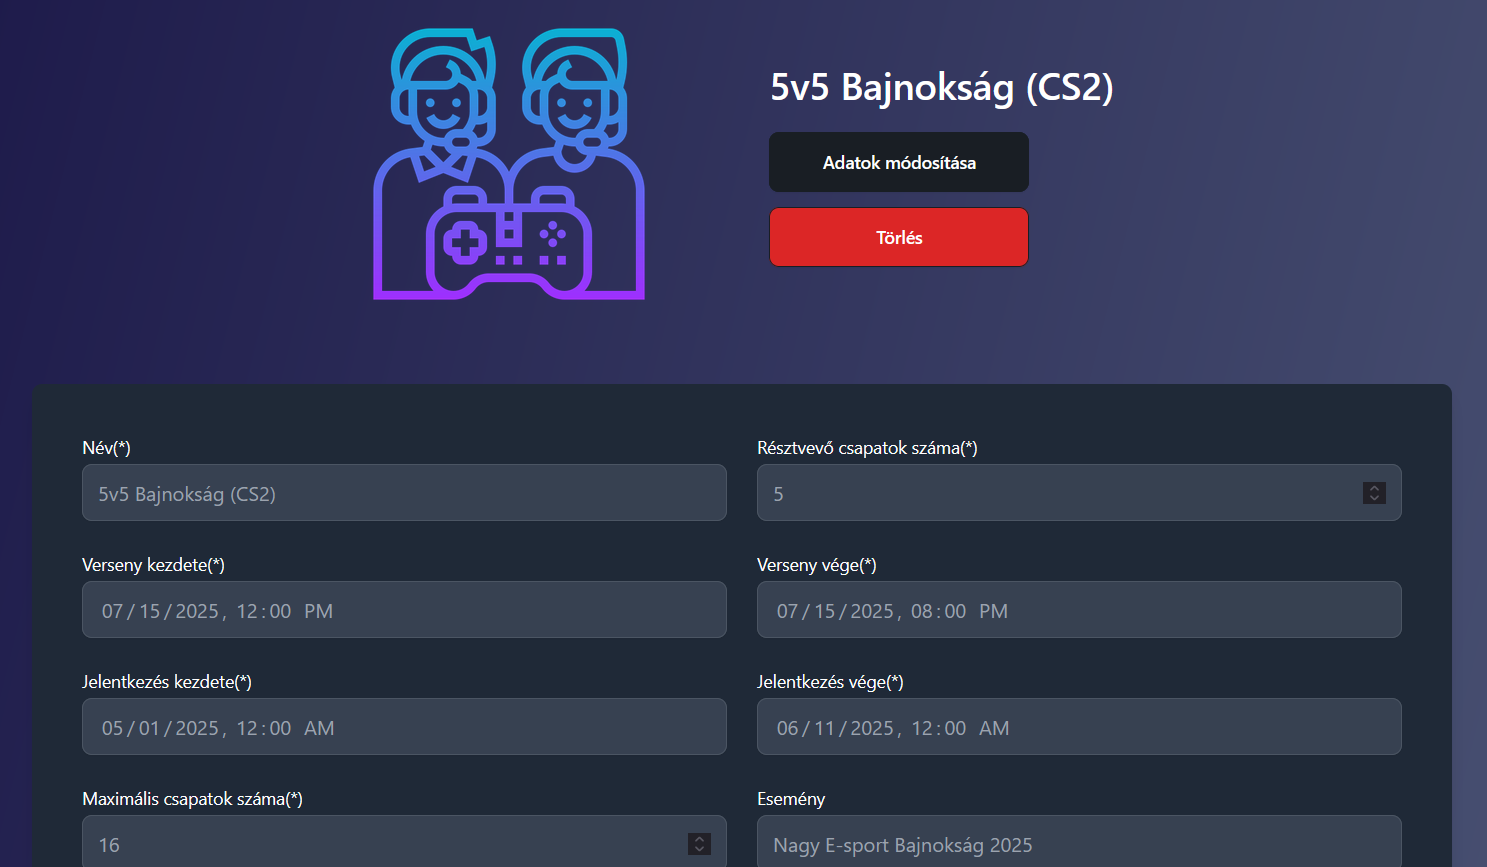 5v5 Bajnokság (CS2)
Adatok módosítása
Törlés
Név(*)
5v5 Bajnokság (CS2)
Résztvevő csapatok száma(*)
5
Verseny kezdete(*)
07/15/2025, 12:00 PM
Verseny vége(*)
07/15/2025, 08:00 PM
Jelentkezés kezdete(*)
05/01/2025, 12:00 AM
Jelentkezés vége(*)
06/11/2025, 12:00 AM
Maximális csapatok száma(*)
16
Esemény
Nagy E-sport Bajnokság 2025